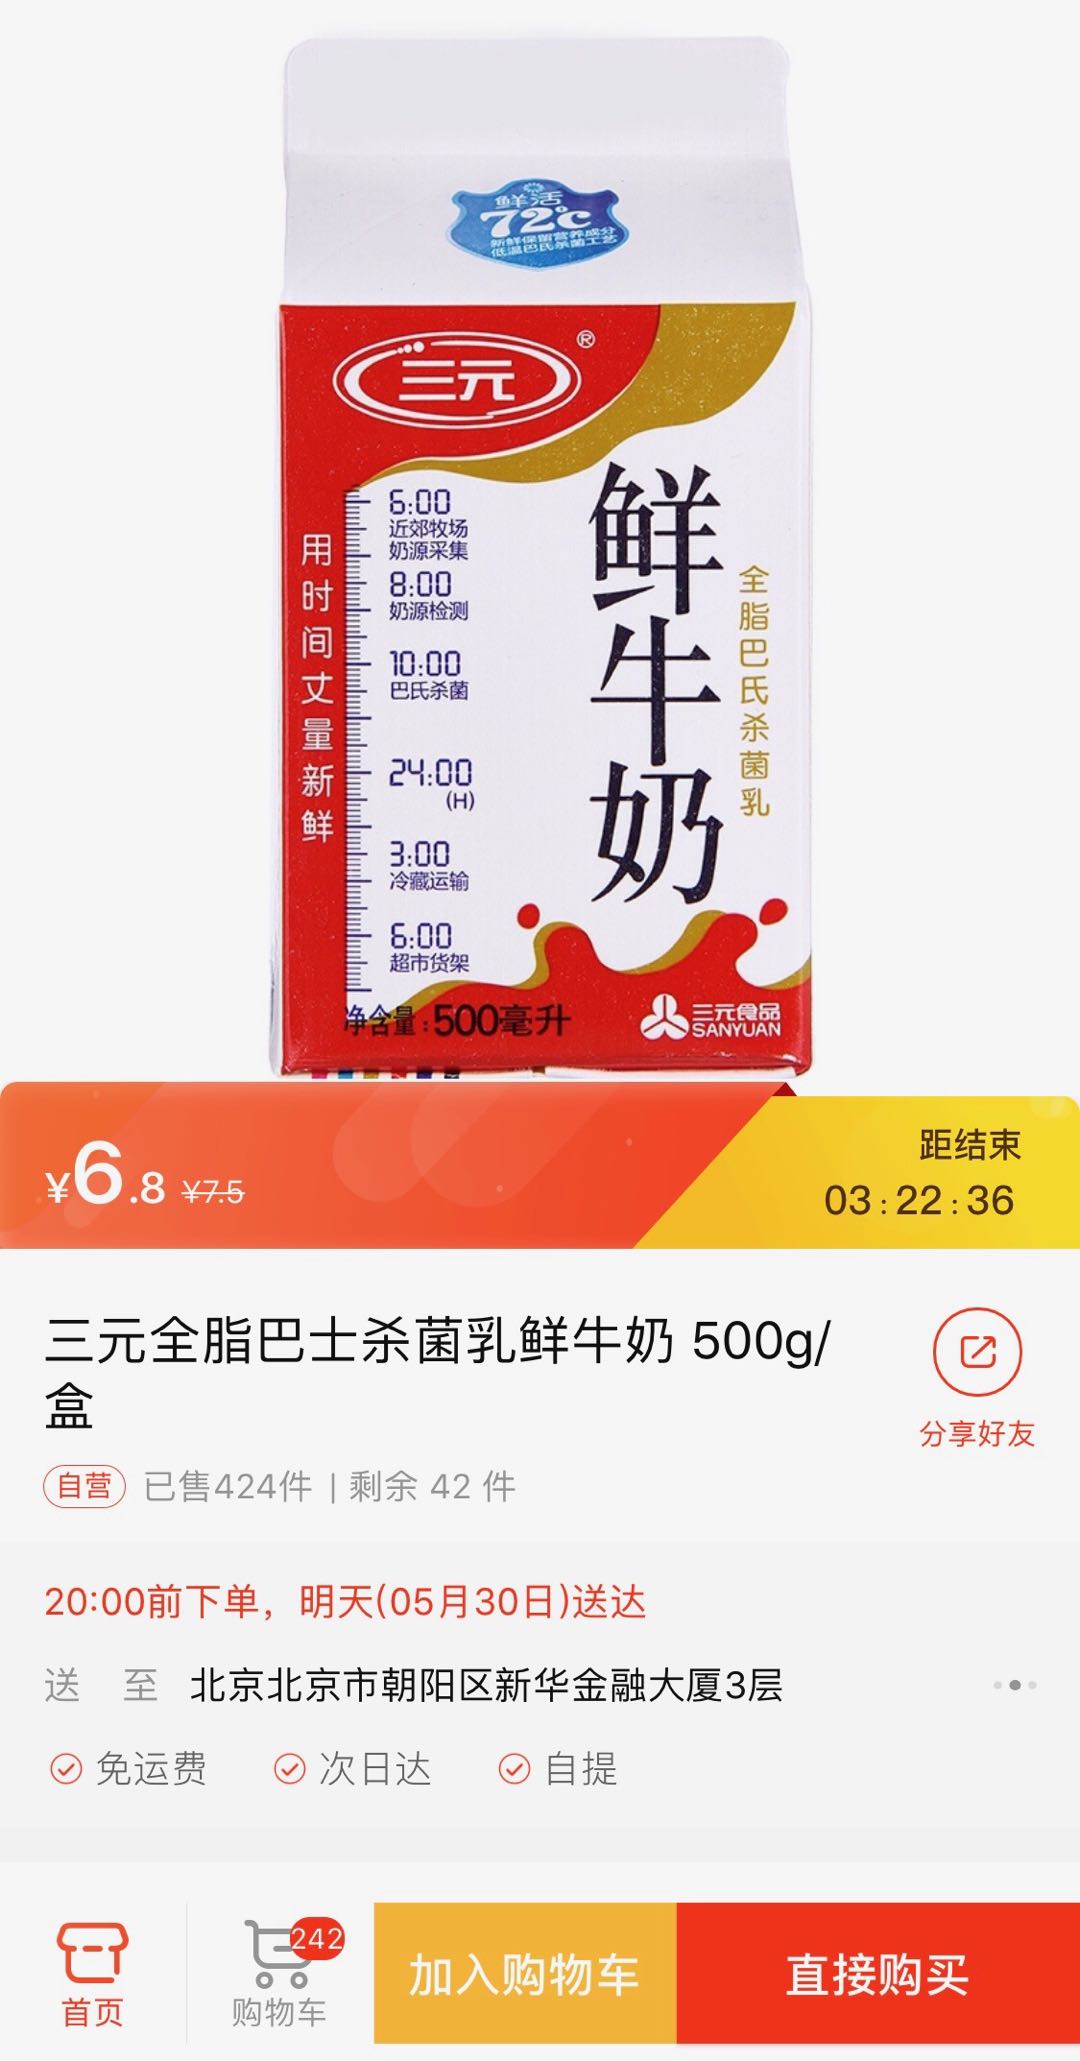 鲜活
72℃
新鲜保留营养成分
低温巴氏杀菌工艺
三元®
用时间丈量新鲜
6:00
近郊牧场
奶源采集
8:00
奶源检测
10:00
巴氏杀菌
24:00
(H)
3:00
冷藏运输
6:00
超市货架
鲜牛奶
全脂巴氏杀菌乳
净含量:500毫升
三元食品
SANYUAN
¥6.8 ¥7.5
距结束
03:22:36
三元全脂巴士杀菌乳鲜牛奶 500g/
盒
分享好友
自营 已售424件 | 剩余 42 件
20:00前下单，明天(05月30日)送达
送 至 北京北京市朝阳区新华金融大厦3层
免运费 次日达 自提
首页
242
购物车
加入购物车
直接购买